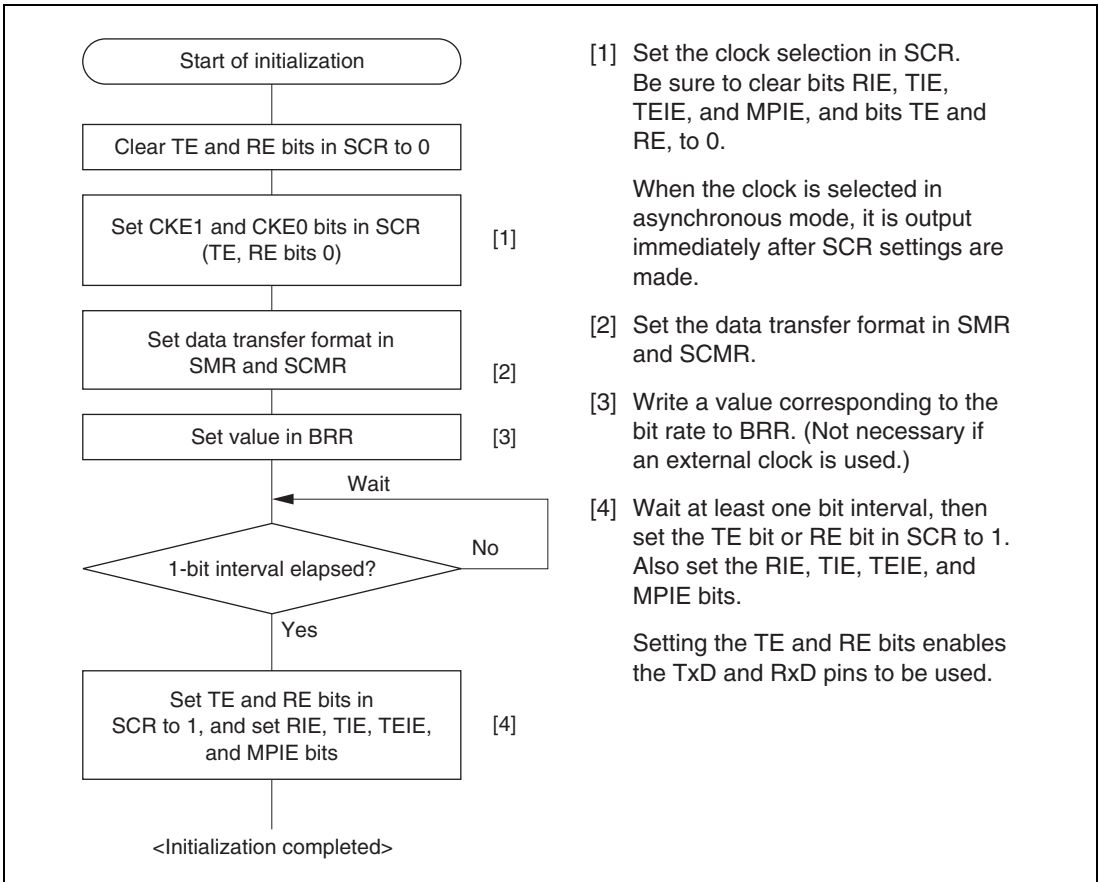 Start of initialization
Clear TE and RE bits in SCR to 0
Set CKE1 and CKE0 bits in SCR
(TE, RE bits 0)
[1]
Set data transfer format in
SMR and SCMR
[2]
Set value in BRR
[3]
Wait
No
1-bit interval elapsed?
Yes
Set TE and RE bits in
SCR to 1, and set RIE, TIE, TEIE,
and MPIE bits
[4]
<Initialization completed>
[1] Set the clock selection in SCR.
Be sure to clear bits RIE, TIE,
TEIE, and MPIE, and bits TE and
RE, to 0.
When the clock is selected in
asynchronous mode, it is output
immediately after SCR settings are
made.
[2] Set the data transfer format in SMR
and SCMR.
[3] Write a value corresponding to the
bit rate to BRR. (Not necessary if
an external clock is used.)
[4] Wait at least one bit interval, then
set the TE bit or RE bit in SCR to 1.
Also set the RIE, TIE, TEIE, and
MPIE bits.
Setting the TE and RE bits enables
the TxD and RxD pins to be used.